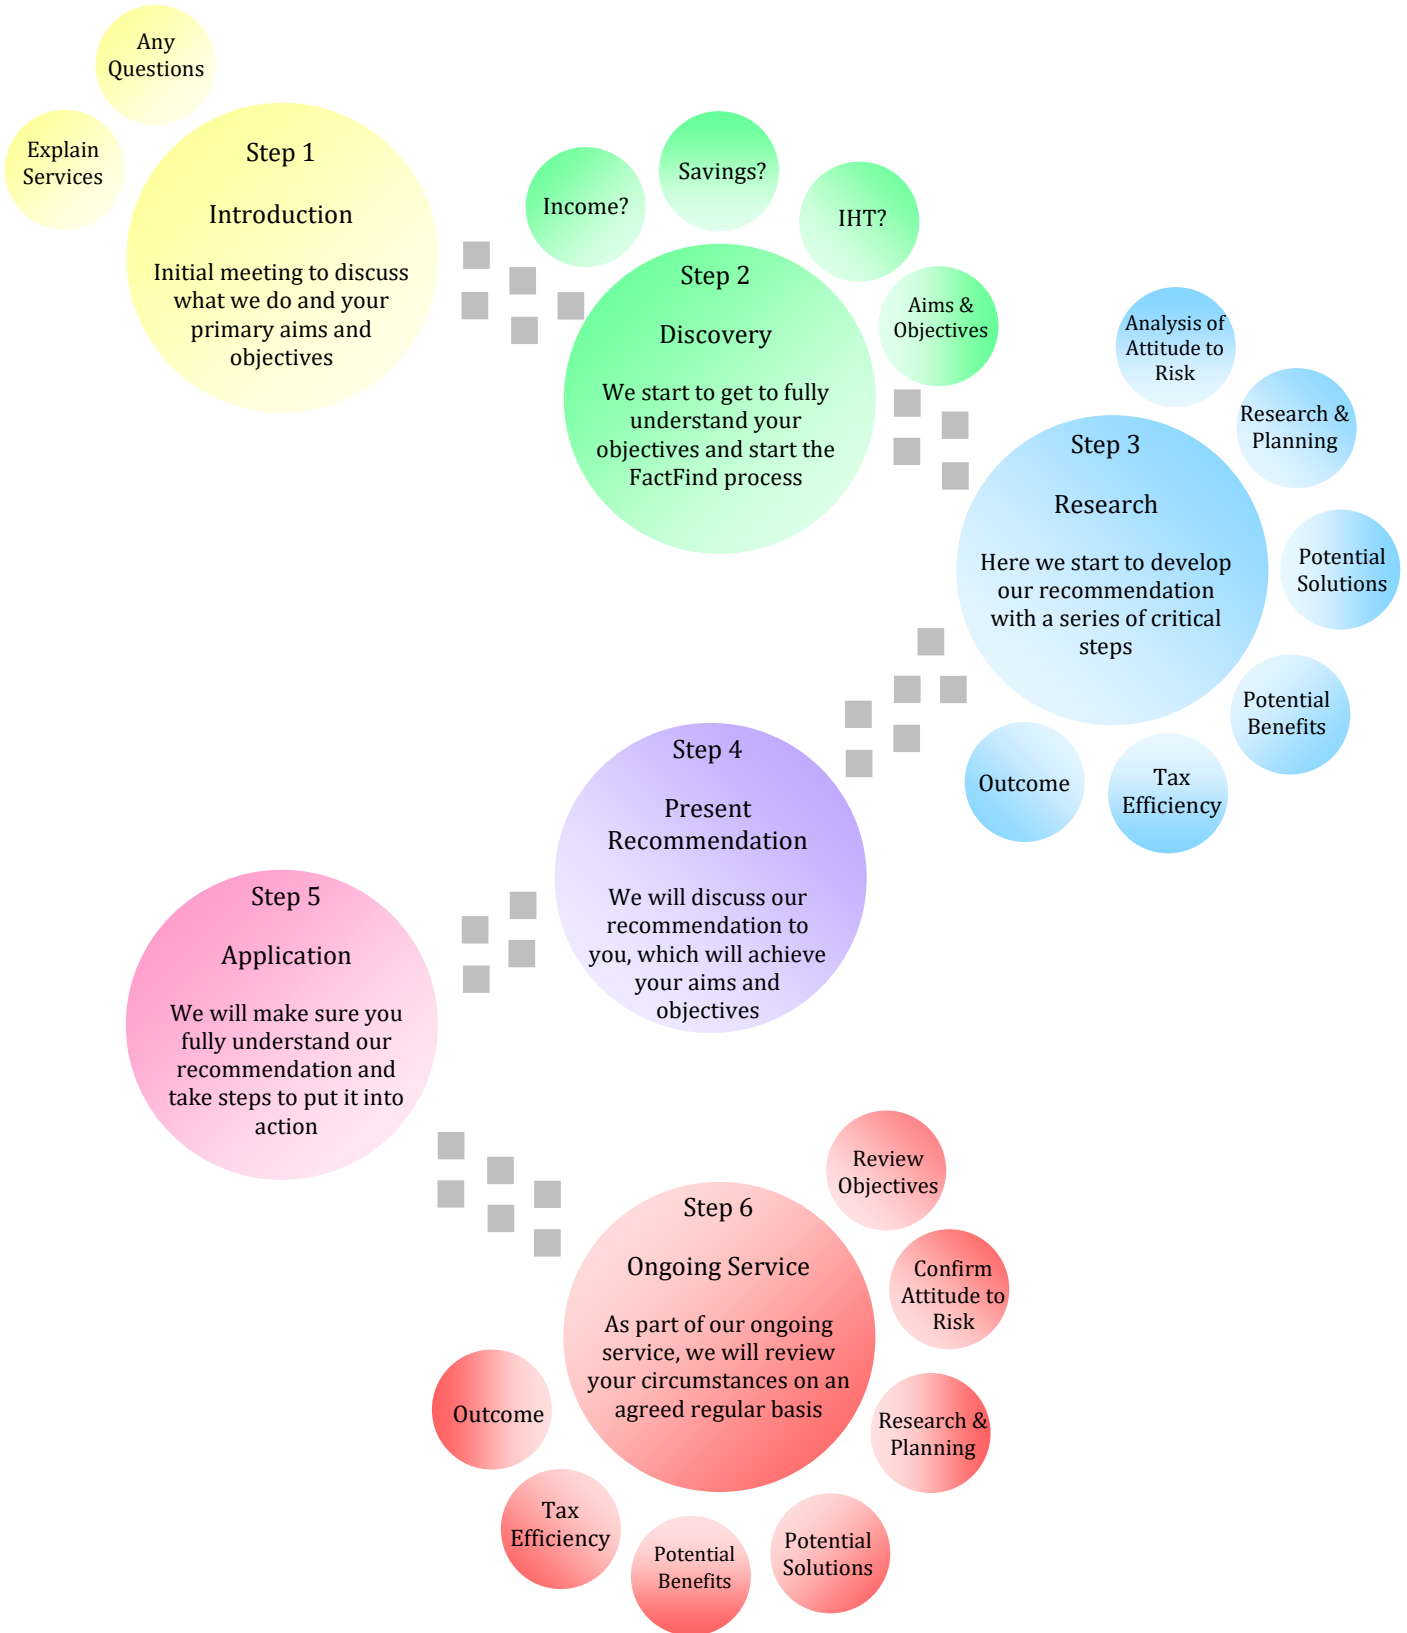 Any
Questions
Explain
Services
Step 1
Introduction
Initial meeting to discuss
what we do and your
primary aims and
objectives
Income?
Savings?
IHT?
Aims &
Objectives
Step 2
Discovery
We start to get to fully
understand your
objectives and start the
FactFind process
Analysis of
Attitude to
Risk
Research &
Planning
Potential
Solutions
Potential
Benefits
Tax
Efficiency
Outcome
Step 3
Research
Here we start to develop
our recommendation
with a series of critical
steps
Step 4
Present
Recommendation
We will discuss our
recommendation to
you, which will achieve
your aims and
objectives
Step 5
Application
We will make sure you
fully understand our
recommendation and
take steps to put it into
action
Step 6
Ongoing Service
As part of our ongoing
service, we will review
your circumstances on an
agreed regular basis
Review
Objectives
Confirm
Attitude to
Risk
Research &
Planning
Potential
Solutions
Potential
Benefits
Tax
Efficiency
Outcome